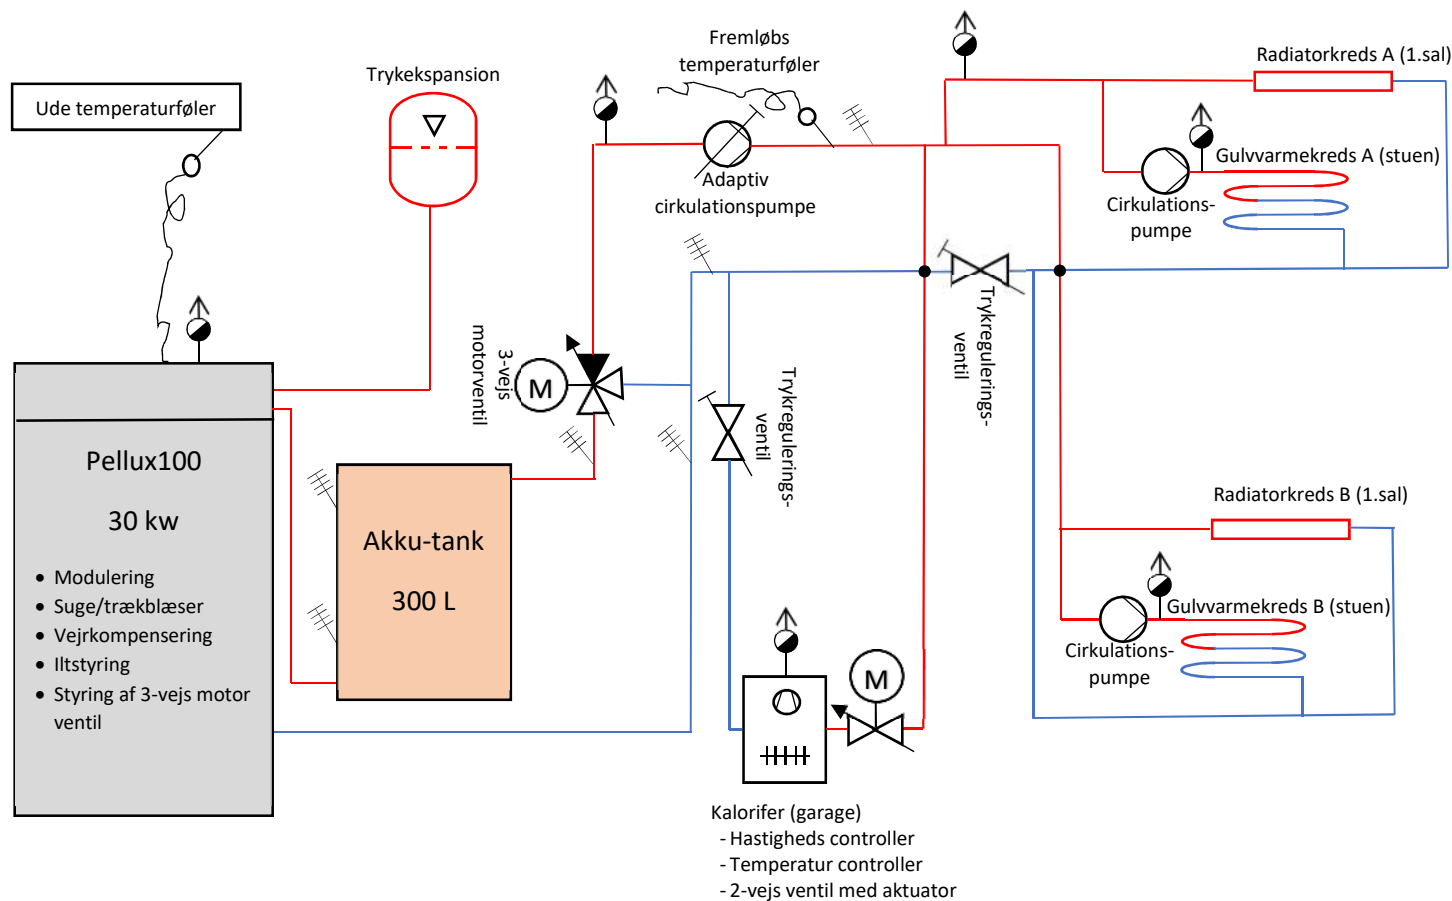 Ude temperaturføler
Trykekspansion
Fremløbs
temperaturføler
Adaptiv
cirkulationspumpe
Radiatorkreds A (1.sal)
Gulvvarmekreds A (stuen)
Cirkulations-
pumpe
3-vejs
motorventil
M
Trykregulerings-
ventil
Trykregulerings-
ventil
Pellux100
30 kw
• Modulering
• Suge/trækblæser
• Vejrkompensering
• Iltstyring
• Styring af 3-vejs motor
ventil
Akku-tank
300 L
Radiatorkreds B (1.sal)
Gulvvarmekreds B (stuen)
Cirkulations-
pumpe
M
Kalorifer (garage)
- Hastigheds controller
- Temperatur controller
- 2-vejs ventil med aktuator